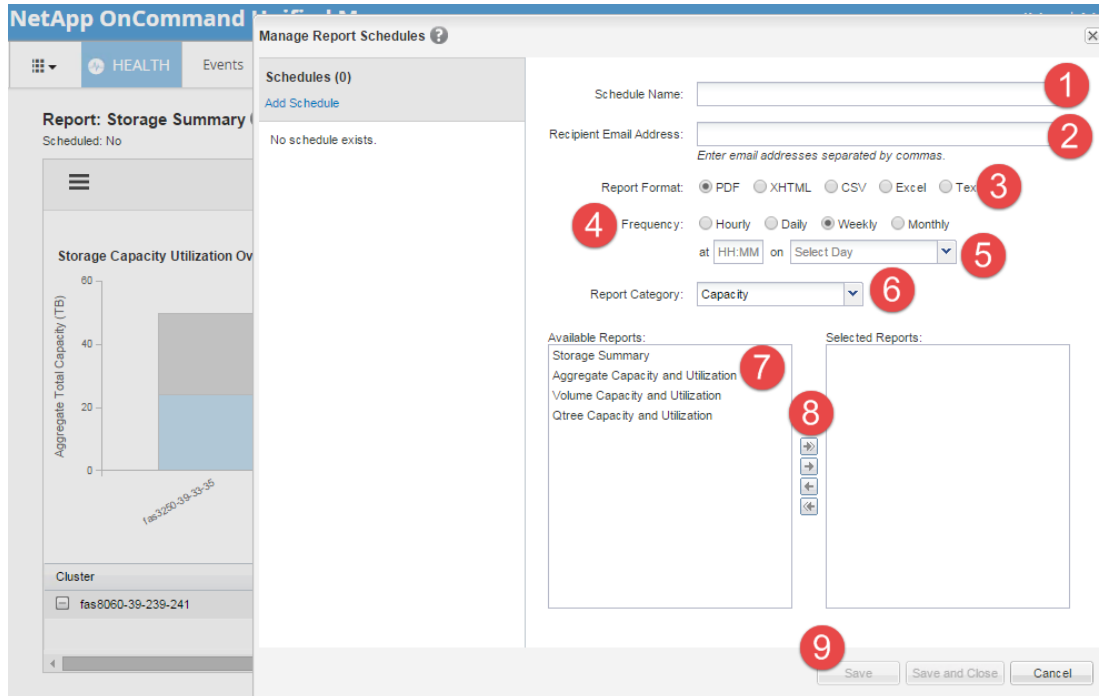 NetApp OnCommand
Manage Report Schedules ?
HEALTH Events
Schedules (0)
Add Schedule
No schedule exists.
Report: Storage Summary
Scheduled: No
Schedule Name: 1
Recipient Email Address: 2
Enter email addresses separated by commas.
Report Format: PDF XHTML CSV Excel Tex 3
4 Frequency: Hourly Daily Weekly Monthly
at HH:MM on Select Day 5
Report Category: Capacity 6
Storage Capacity Utilization Ov
Aggregate Total Capacity (TB)
60
40
20
0
fas3250-39-33-35
Cluster
fas8060-39-239-241
Available Reports:
Storage Summary
Aggregate Capacity and Utilization 7
Volume Capacity and Utilization
Qtree Capacity and Utilization
8
Selected Reports:
9
Save Save and Close Cancel